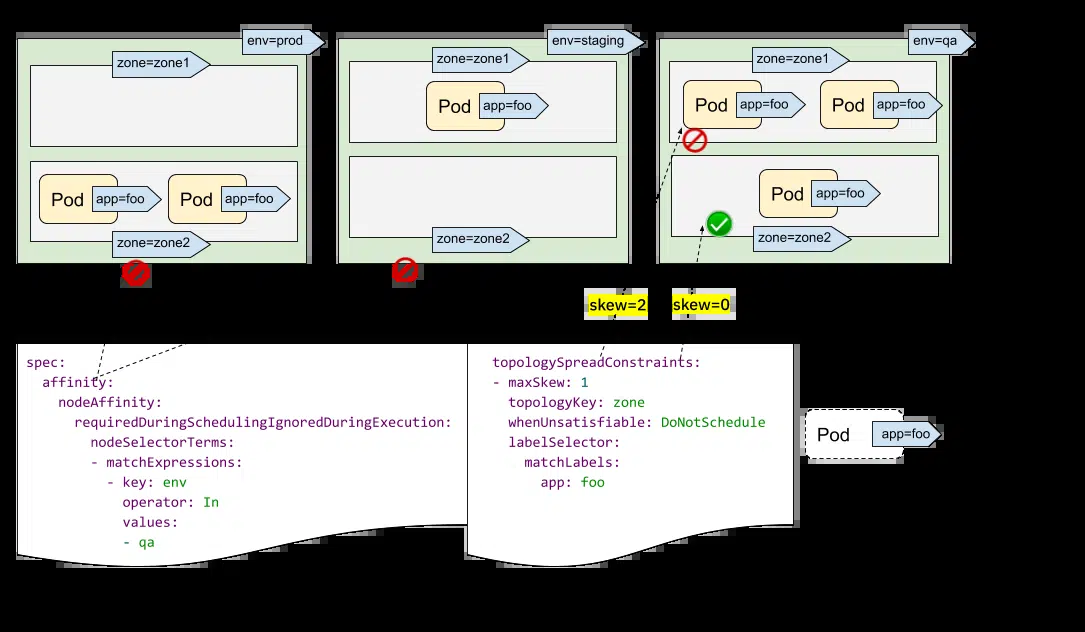 env=prod
env=staging
env=qa
zone=zone1
zone=zone1
zone=zone1
Pod app=foo
Pod app=foo
Pod app=foo
Pod app=foo
Pod app=foo
Pod app=foo
zone=zone2
zone=zone2
zone=zone2
skew=2
skew=0
spec:
affinity:
nodeAffinity:
requiredDuringSchedulingIgnoredDuringExecution:
nodeSelectorTerms:
- matchExpressions:
- key: env
operator: In
values:
- qa
topologySpreadConstraints:
- maxSkew: 1
topologyKey: zone
whenUnsatisfiable: DoNotSchedule
labelSelector:
matchLabels:
app: foo
Pod app=foo